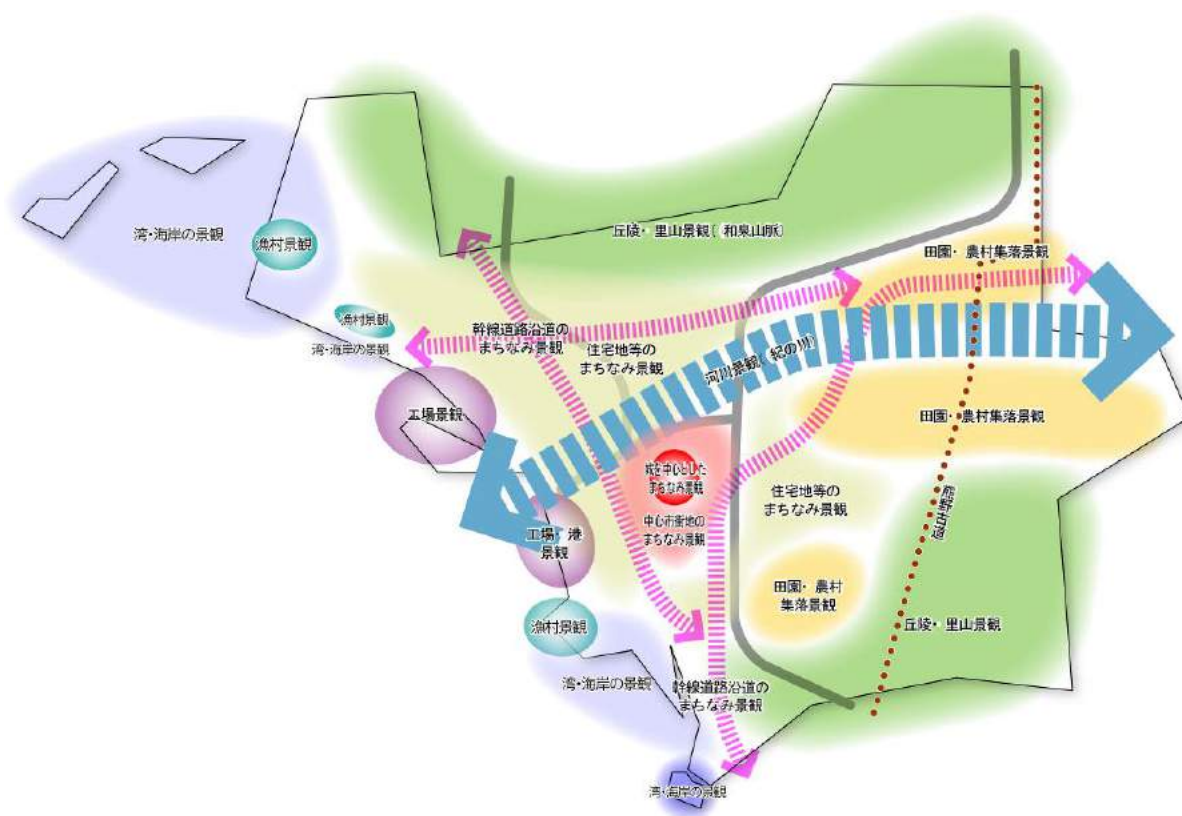 丘陵・里山景観(和泉山脈)
湾・海岸の景観
漁村景観
田園・農村集落景観
漁村景観
湾・海岸の景観
幹線道路沿道の
まちなみ景観
住宅地等の
まちなみ景観
河川景観(紀の川)
工場景観
田園・農村集落景観
城を中心とした
まちなみ景観
中心市街地の
まちなみ景観
住宅地等の
まちなみ景観
熊野古道
工場・港
景観
田園・農村
集落景観
漁村景観
丘陵・里山景観
湾・海岸の景観
幹線道路沿道の
まちなみ景観
湾・海岸の景観